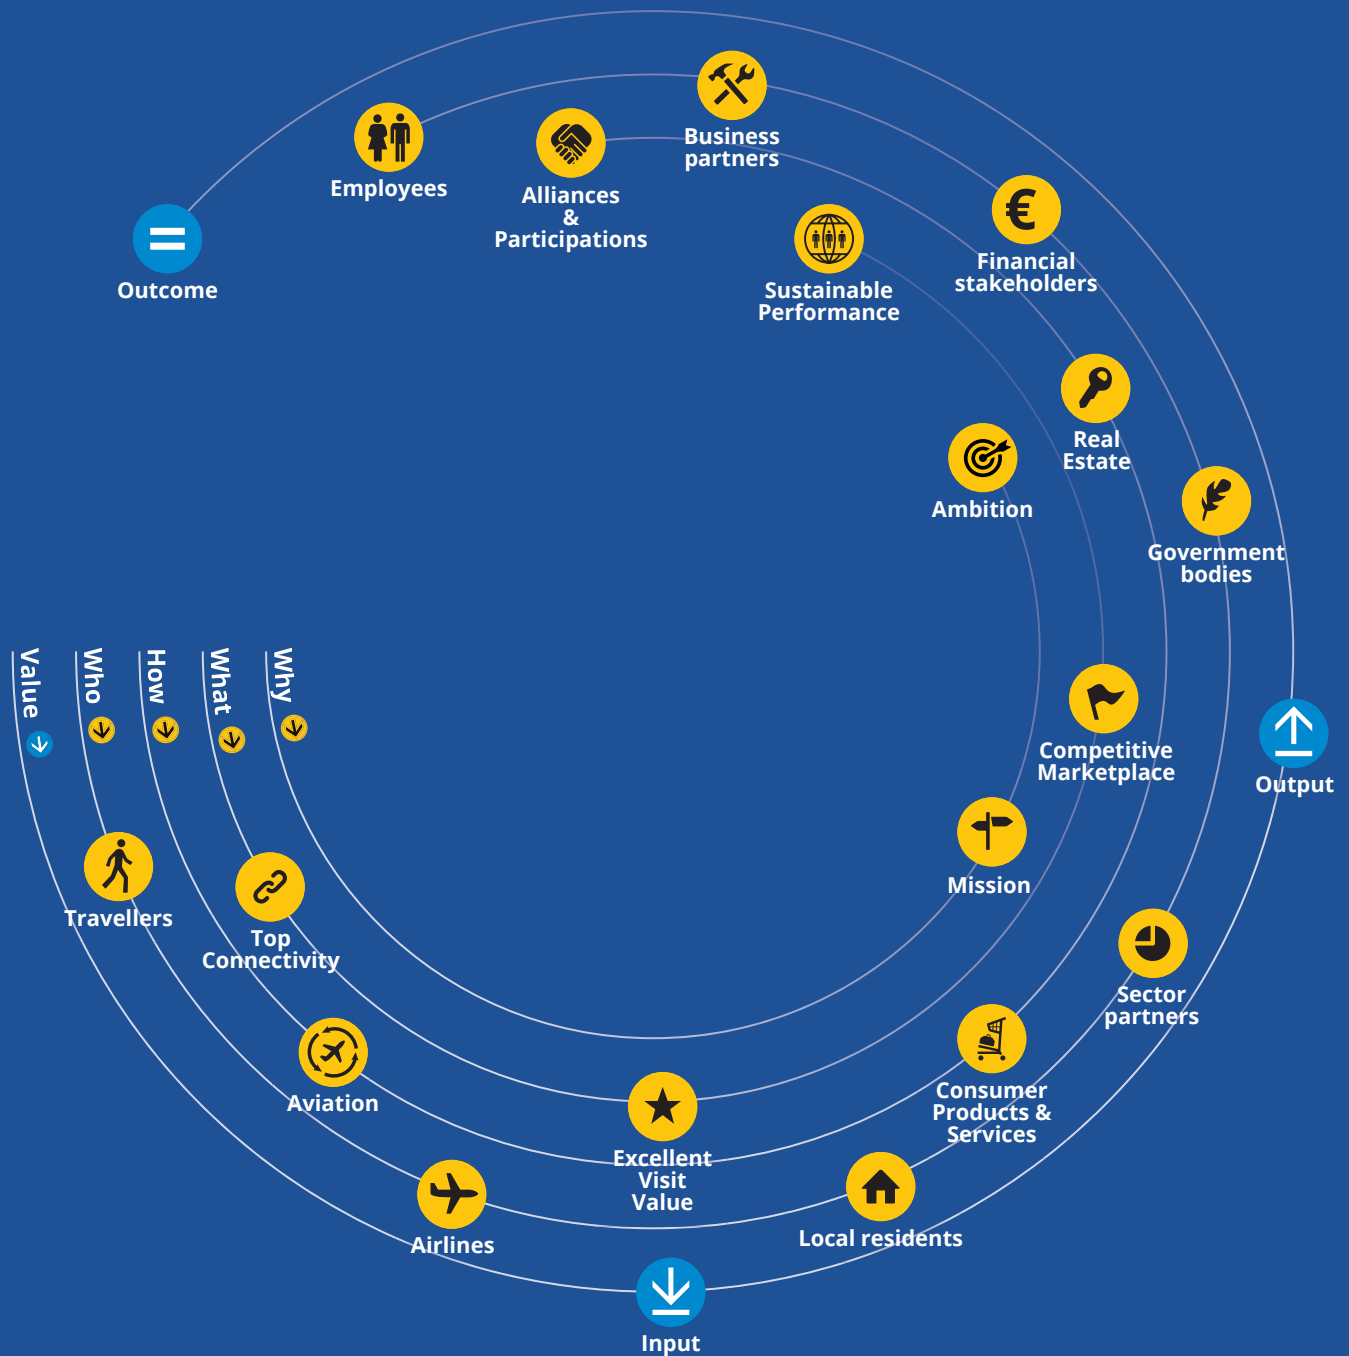 Business
partners
Employees
Alliances
&
Participations
€
Financial
stakeholders
Outcome
Sustainable
Performance
Real
Estate
Ambition
Government
bodies
Value
Who
How
What
Why
Competitive
Marketplace
Output
Mission
Travellers
Top
Connectivity
Sector
partners
Aviation
Consumer
Products &
Services
Excellent
Visit
Value
Airlines
Local residents
Input